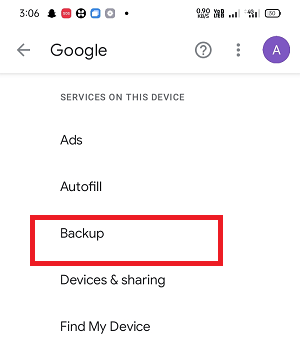 3:06 0.90 KB/S 4G 50
Google A
SERVICES ON THIS DEVICE
Ads
Autofill
Backup
Devices & sharing
Find My Device